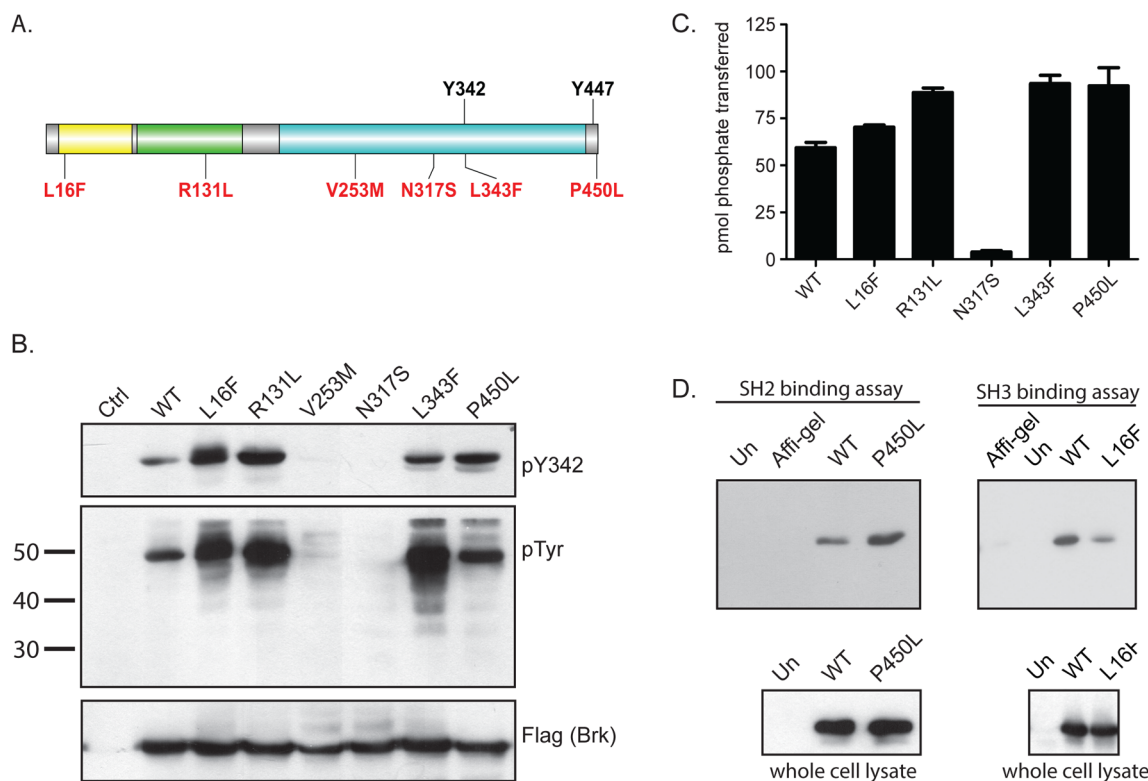 A.
Y342 Y447
L16F R131L V253M N317S L343F P450L
B.
Ctrl WT L16F R131L V253M N317S L343F P450L
pY342
pTyr
50
40
30
Flag (Brk)
C.
pmol phosphate transferred
125
100
75
50
25
0
WT L16F R131L N317S L343F P450L
D.
SH2 binding assay
Un Affi-gel WT P450L
Un WT P450L
whole cell lysate
SH3 binding assay
Affi-gel Un WT L16F
Un WT L16F
whole cell lysate